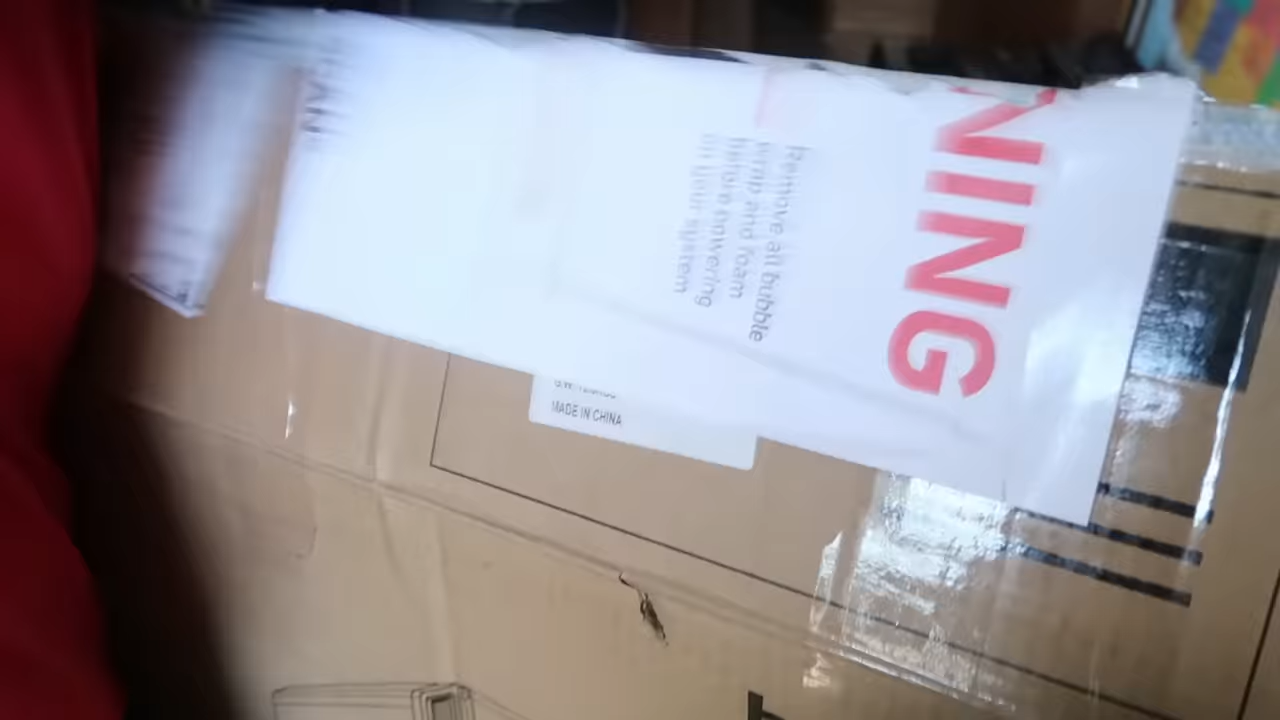 NING
Remove all bubble
wrap and foam
before powering
on your system
MADE IN CHINA